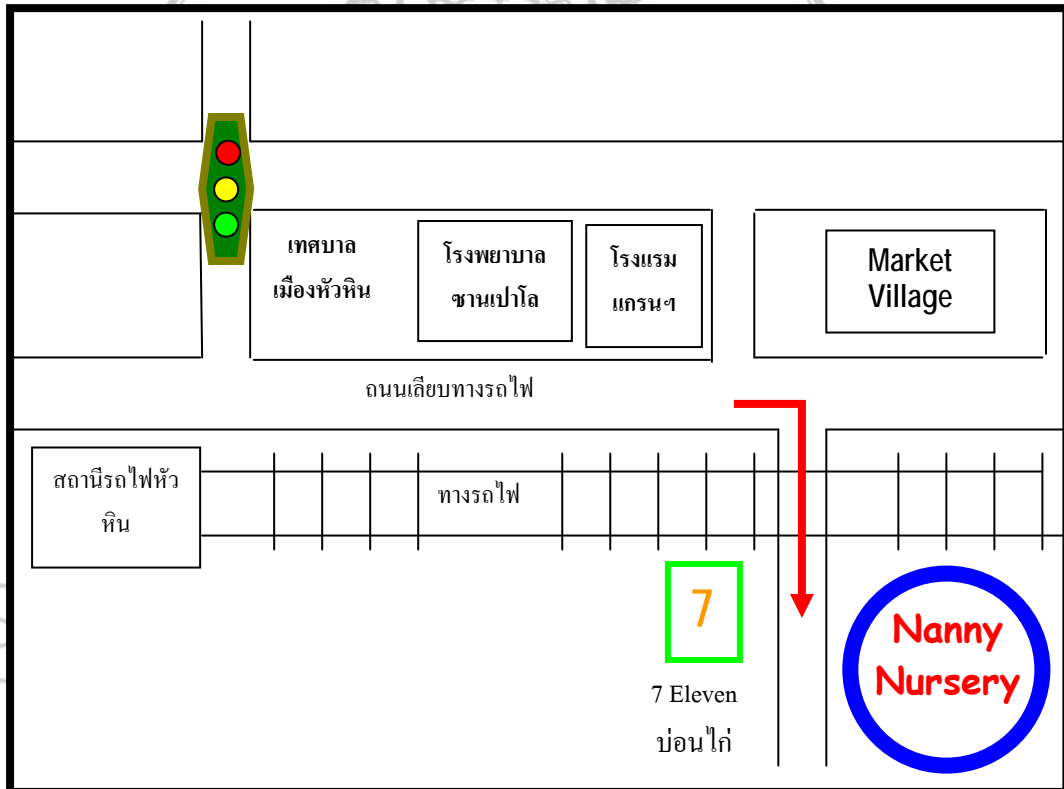 เทศบาล
เมืองหัวหิน
โรงพยาบาล
ซานเปาโล
โรงแรม
แกรนฯ
Market
Village
ถนนเลียบทางรถไฟ
สถานีรถไฟหัว
หิน
ทางรถไฟ
7
7 Eleven
บ่อนไก่
Nanny
Nursery